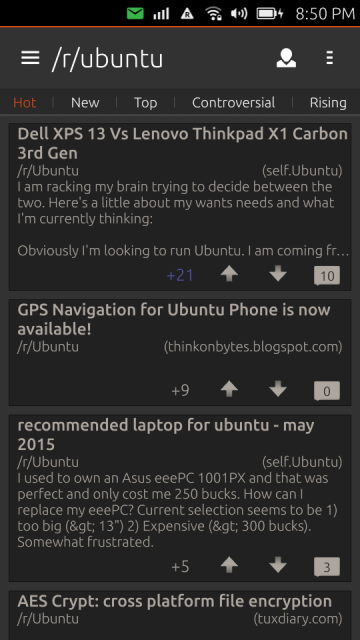 8:50 PM
/r/ubuntu
Hot New Top Controversial Rising
Dell XPS 13 Vs Lenovo Thinkpad X1 Carbon
3rd Gen
/r/Ubuntu (self.Ubuntu)
I am racking my brain trying to decide between the
two. Here's a little about my wants needs and what
I'm currently thinking:
Obviously I'm looking to run Ubuntu. I am coming fr...
+21 10
GPS Navigation for Ubuntu Phone is now
available!
/r/Ubuntu (thinkonbytes.blogspot.com)
+9 0
recommended laptop for ubuntu - may
2015
/r/Ubuntu (self.Ubuntu)
I used to own an Asus eeePC 1001PX and that was
perfect and only cost me 250 bucks. How can I
replace my eeePC? Current selection seems to be 1)
too big (&gt; 13") 2) Expensive (&gt; 300 bucks).
Somewhat frustrated.
+5 3
AES Crypt: cross platform file encryption
/r/Ubuntu (tuxdiary.com)